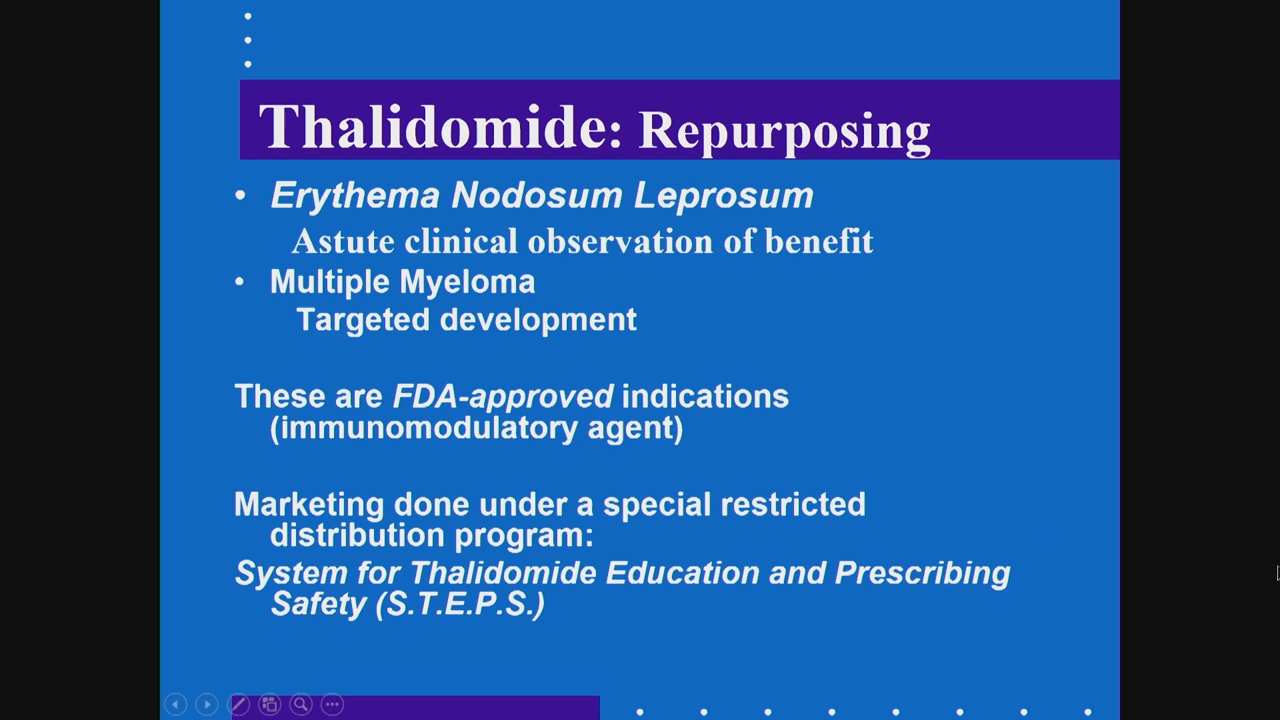 Thalidomide: Repurposing
• Erythema Nodosum Leprosum
Astute clinical observation of benefit
• Multiple Myeloma
Targeted development
These are FDA-approved indications
(immunomodulatory agent)
Marketing done under a special restricted
distribution program:
System for Thalidomide Education and Prescribing
Safety (S.T.E.P.S.)